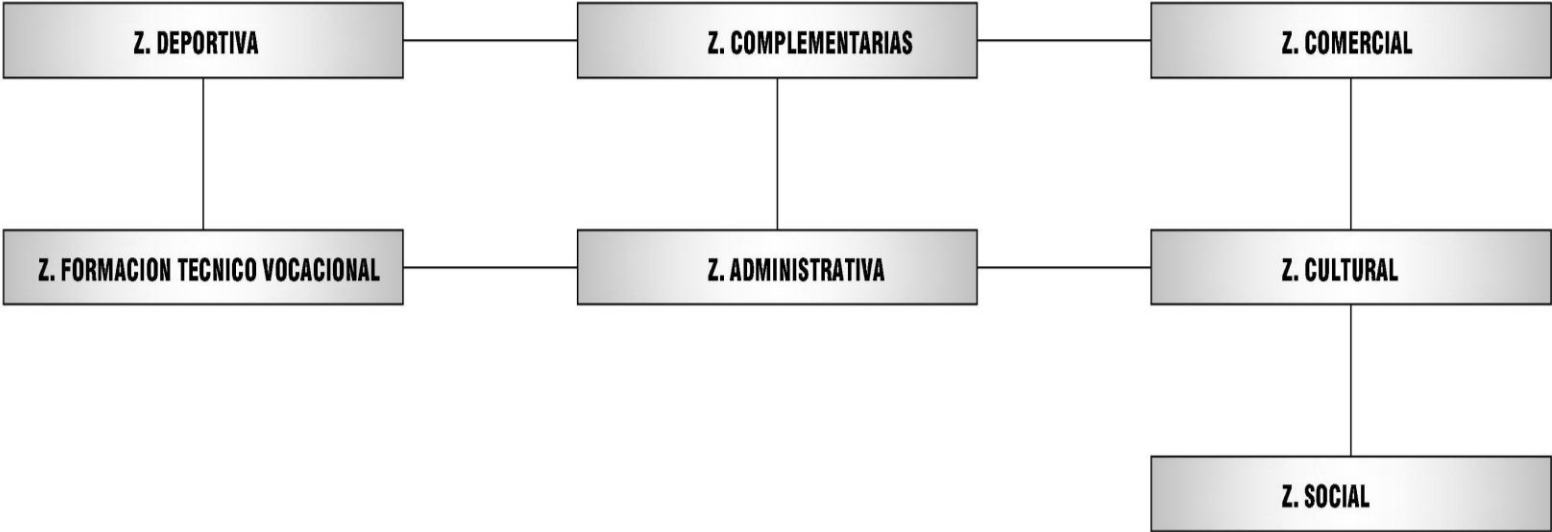 Z. DEPORTIVA
Z. COMPLEMENTARIAS
Z. COMERCIAL
Z. FORMACION TECNICO VOCACIONAL
Z. ADMINISTRATIVA
Z. CULTURAL
Z. SOCIAL